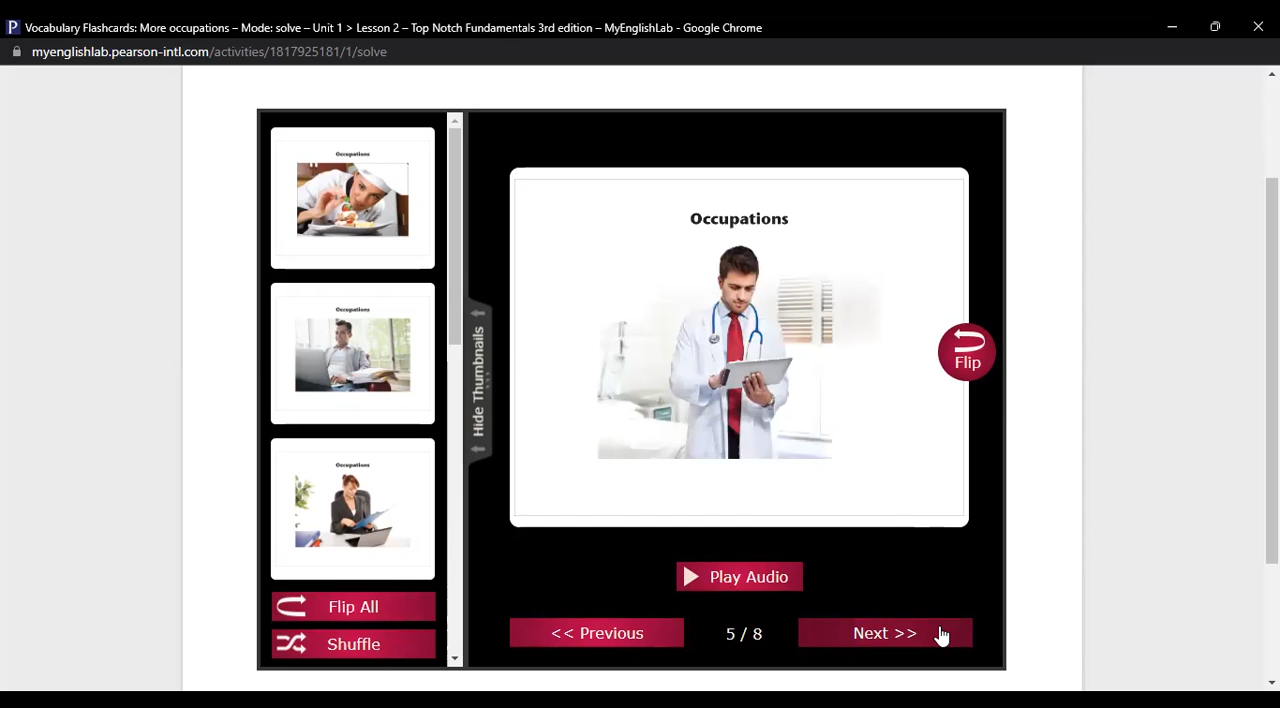 Vocabulary Flashcards: More occupations – Mode: solve – Unit 1 > Lesson 2 – Top Notch Fundamentals 3rd edition – MyEnglishLab - Google Chrome
myenglishlab.pearson-intl.com/activities/1817925181/1/solve
Occupations
Occupations
Occupations
Flip All
Shuffle
Hide Thumbnails
Occupations
Flip
Play Audio
<< Previous
5 / 8
Next >>